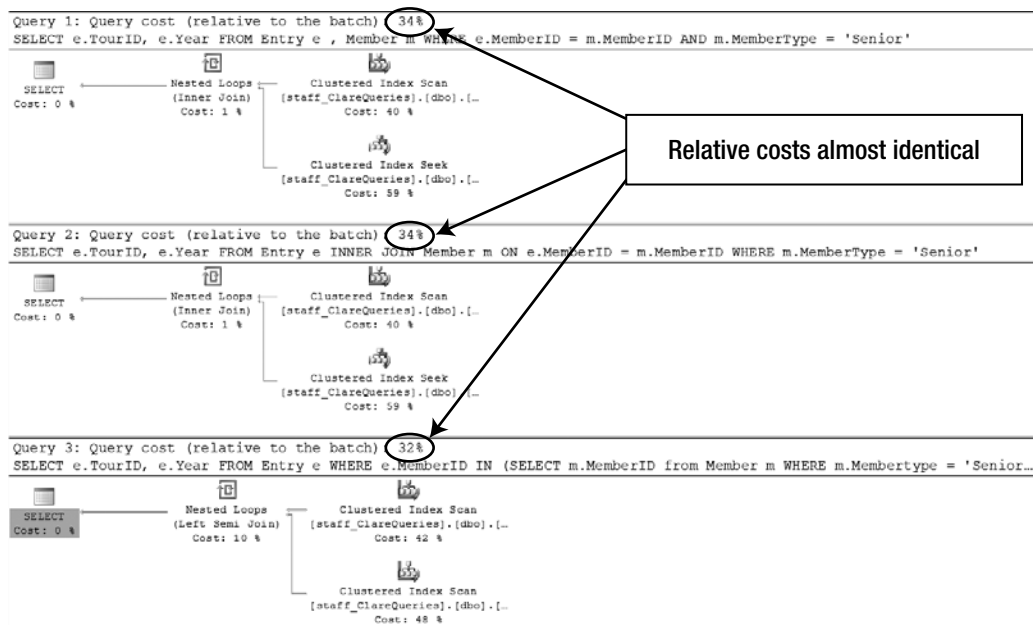 Query 1: Query cost (relative to the batch) 34%
SELECT e.TourID, e.Year FROM Entry e , Member m WHERE e.MemberID = m.MemberID AND m.MemberType = 'Senior'
SELECT
Cost: 0 %
Nested Loops
(Inner Join)
Cost: 1 %
Clustered Index Scan
[staff_ClareQueries].[dbo].[…
Cost: 40 %
Clustered Index Seek
[staff_ClareQueries].[dbo].[…
Cost: 59 %
Relative costs almost identical
Query 2: Query cost (relative to the batch) 34%
SELECT e.TourID, e.Year FROM Entry e INNER JOIN Member m ON e.MemberID = m.MemberID WHERE m.MemberType = 'Senior'
SELECT
Cost: 0 %
Nested Loops
(Inner Join)
Cost: 1 %
Clustered Index Scan
[staff_ClareQueries].[dbo].[…
Cost: 40 %
Clustered Index Seek
[staff_ClareQueries].[dbo].[…
Cost: 59 %
Query 3: Query cost (relative to the batch) 32%
SELECT e.TourID, e.Year FROM Entry e WHERE e.MemberID IN (SELECT m.MemberID from Member m WHERE m.Membertype = 'Senior…
SELECT
Cost: 0 %
Nested Loops
(Left Semi Join)
Cost: 10 %
Clustered Index Scan
[staff_ClareQueries].[dbo].[…
Cost: 42 %
Clustered Index Scan
[staff_ClareQueries].[dbo].[…
Cost: 48 %